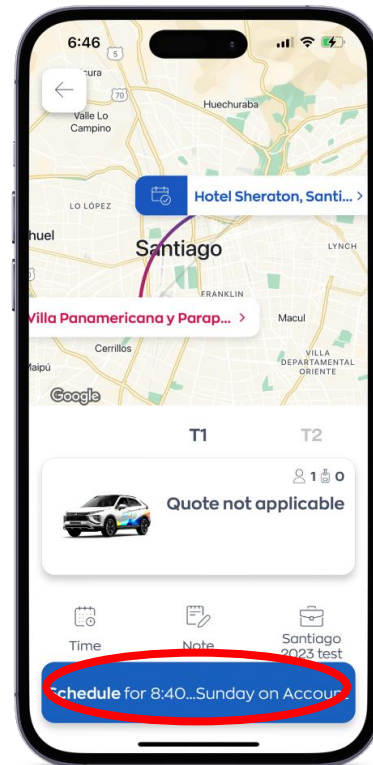 6:46
5
cura
70
Huechuraba
Valle Lo
Campino
Hotel Sheraton, Santi... >
LO LÓPEZ
huel
Santiago
LYNCH
FRANKLIN
Villa Panamericana y Parap... >
Macul
Cerrillos
VILLA
DEPARTAMENTAL
ORIENTE
Maipú
Google
T1
T2
1 0
Quote not applicable
Time
Note
Santiago
2023 test
Schedule for 8:40...Sunday on Account